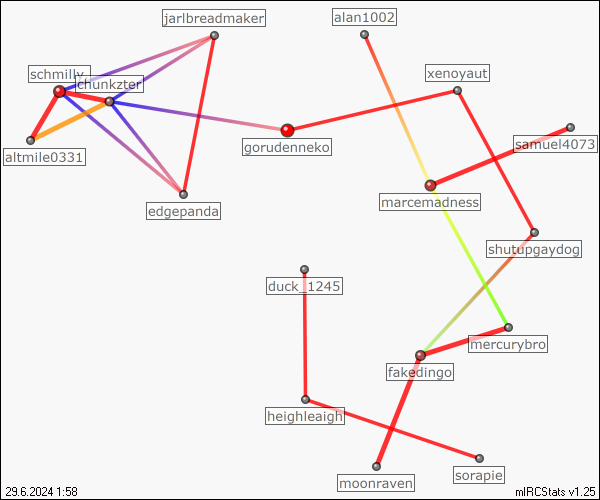 jarlbreadmaker
alan1002
schmilly
chunkzter
xenoyaut
altmile0331
gorudenneko
samuel4073
edgepanda
marcemadness
shutupgaydog
duck_1245
mercurybro
fakedingo
heighleaigh
moonraven
sorapie
29.6.2024 1:58
mIRCStats v1.25